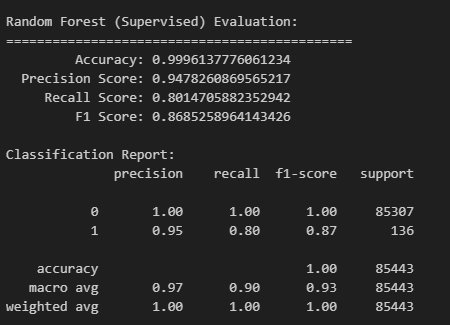 Random Forest (Supervised) Evaluation:
=============================================
Accuracy: 0.9996137776061234
Precision Score: 0.9478260869565217
Recall Score: 0.8014705882352942
F1 Score: 0.8685258964143426
Classification Report:
precision recall f1-score support
0 1.00 1.00 1.00 85307
1 0.95 0.80 0.87 136
accuracy 1.00 85443
macro avg 0.97 0.90 0.93 85443
weighted avg 1.00 1.00 1.00 85443